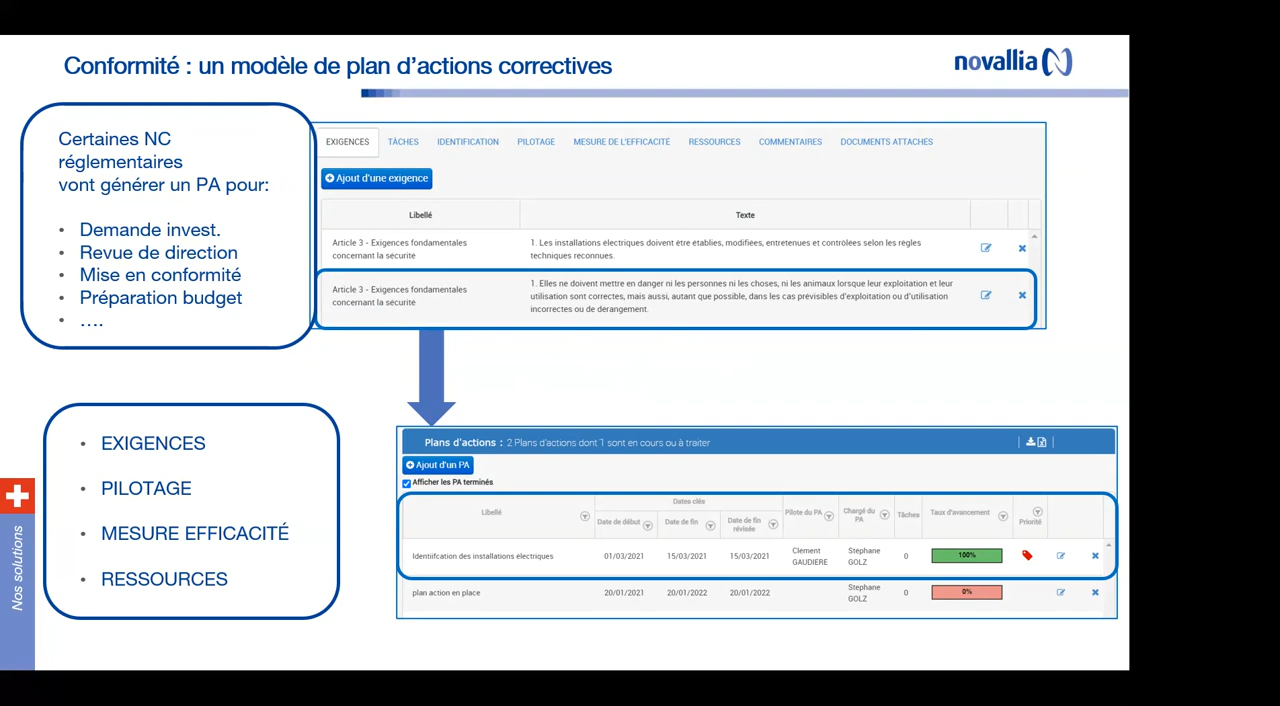 Conformité : un modèle de plan d’actions correctives
novallia
Certaines NC
réglementaires
vont générer un PA pour:
• Demande invest.
• Revue de direction
• Mise en conformité
• Préparation budget
• ….
EXIGENCES TÂCHES IDENTIFICATION PILOTAGE MESURE DE L'EFFICACITÉ RESSOURCES COMMENTAIRES DOCUMENTS ATTACHÉS
Ajout d'une exigence
Libellé Texte
Article 3 - Exigences fondamentales
concernant la sécurité
1. Les installations électriques doivent être établies, modifiées, entretenues et contrôlées selon les règles
techniques reconnues.
Article 3 - Exigences fondamentales
concernant la sécurité
1. Elles ne doivent mettre en danger ni les personnes ni les choses, ni les animaux lorsque leur exploitation et leur
utilisation sont correctes, mais aussi, autant que possible, dans les cas prévisibles d'exploitation ou d'utilisation
incorrectes ou de dérangement.
• EXIGENCES
• PILOTAGE
• MESURE EFFICACITÉ
• RESSOURCES
Nos solutions
Plans d'actions : 2 Plans d'actions dont 1 sont en cours ou à traiter
Ajout d'un PA
Afficher les PA terminés
Libellé
Dates clés
Date de début
Date de fin
Date de fin
révisée
Pilote du PA
Chargé du
PA
Tâches
Taux d'avancement
Priorité
Identiifcation des installations électriques 01/03/2021 15/03/2021 15/03/2021
Clement
GAUDIERE
Stephane
GOLZ
0
100%
plan action en place 20/01/2021 20/01/2022 20/01/2022
Stephane
GOLZ
0
0%